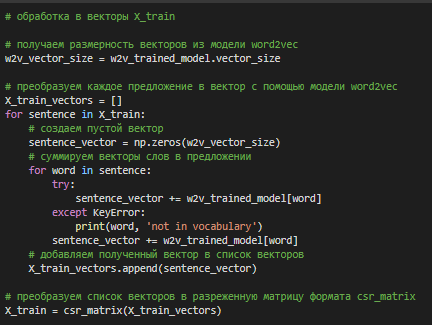 # обработка в векторы X_train
# получаем размерность векторов из модели word2vec
w2v_vector_size = w2v_trained_model.vector_size
# преобразуем каждое предложение в вектор с помощью модели word2vec
X_train_vectors = []
for sentence in X_train:
    # создаем пустой вектор
    sentence_vector = np.zeros(w2v_vector_size)
    # суммируем векторы слов в предложении
    for word in sentence:
        try:
            sentence_vector += w2v_trained_model[word]
        except KeyError:
            print(word, 'not in vocabulary')
        sentence_vector += w2v_trained_model[word]
    # добавляем полученный вектор в список векторов
    X_train_vectors.append(sentence_vector)
# преобразуем список векторов в разреженную матрицу формата csr_matrix
X_train = csr_matrix(X_train_vectors)